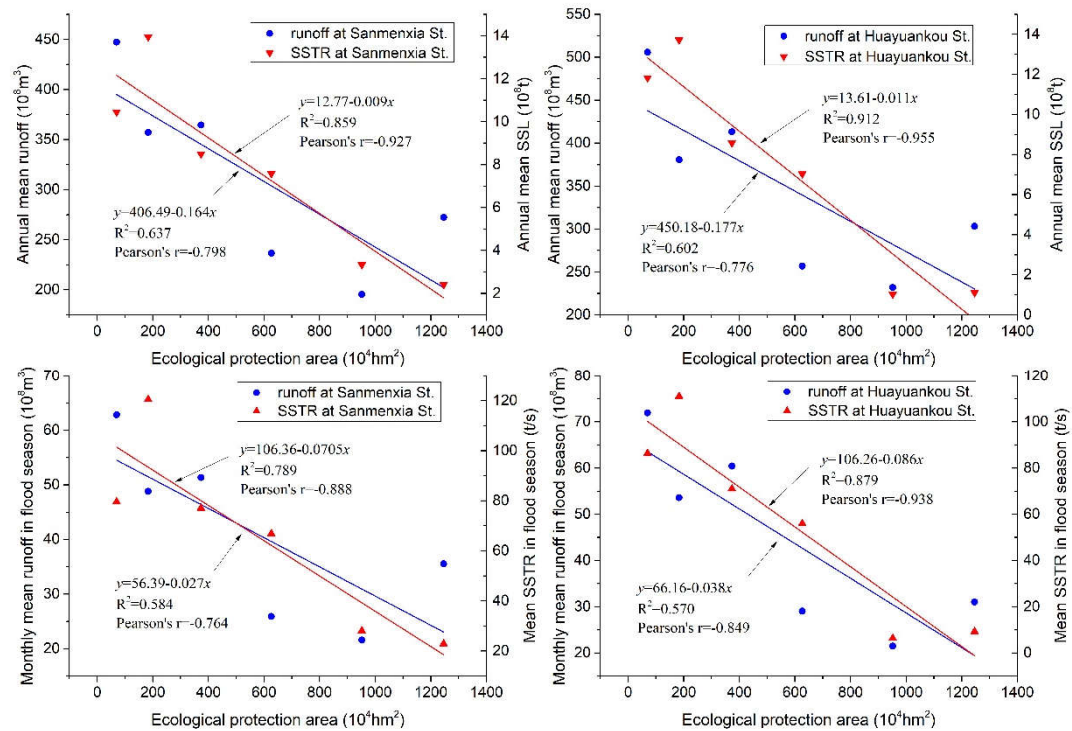 runoff at Sanmenxia St.
SSTR at Sanmenxia St.
y=12.77-0.009x
R²=0.859
Pearson's r=-0.927
y=406.49-0.164x
R²=0.637
Pearson's r=-0.798
450
400
350
300
250
200
14
12
10
8
6
4
2
0 200 400 600 800 1000 1200 1400
Annual mean runoff (10⁸m³)
Annual mean SSL (10⁸t)
Ecological protection area (10⁴hm²)
runoff at Huayuankou St.
SSTR at Huayuankou St.
y=13.61-0.011x
R²=0.912
Pearson's r=-0.955
y=450.18-0.177x
R²=0.602
Pearson's r=-0.776
550
500
450
400
350
300
250
200
14
12
10
8
6
4
2
0
0 200 400 600 800 1000 1200 1400
Annual mean runoff (10⁸m³)
Annual mean SSL (10⁸t)
Ecological protection area (10⁴hm²)
runoff at Sanmenxia St.
SSTR at Sanmenxia St.
y=106.36-0.0705x
R²=0.789
Pearson's r=-0.888
y=56.39-0.027x
R²=0.584
Pearson's r=-0.764
70
60
50
40
30
20
120
100
80
60
40
20
0 200 400 600 800 1000 1200 1400
Monthly mean runoff in flood season (10⁸m³)
Mean SSTR in flood season (t/s)
Ecological protection area (10⁴hm²)
runoff at Huayuankou St.
SSTR at Huayuankou St.
y=106.26-0.086x
R²=0.879
Pearson's r=-0.938
y=66.16-0.038x
R²=0.570
Pearson's r=-0.849
80
70
60
50
40
30
20
120
100
80
60
40
20
0
0 200 400 600 800 1000 1200 1400
Monthly mean runoff in flood season (10⁸m³)
Mean SSTR in flood season (t/s)
Ecological protection area (10⁴hm²)